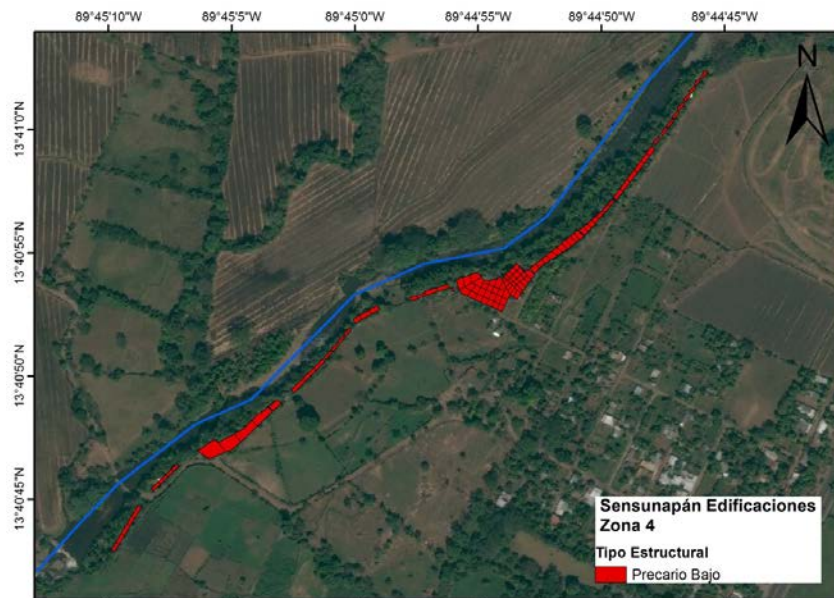 89°45'10"W 89°45'5"W 89°45'0"W 89°44'55"W 89°44'50"W 89°44'45"W
N
13°41'0"N
13°40'55"N
13°40'50"N
13°40'45"N
Sensunapán Edificaciones
Zona 4
Tipo Estructural
Precario Bajo